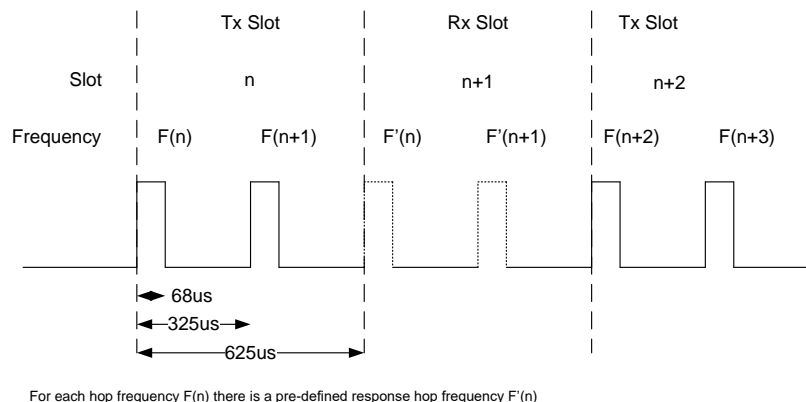 Tx Slot Rx Slot Tx Slot
Slot n n+1 n+2
Frequency F(n) F(n+1) F'(n) F'(n+1) F(n+2) F(n+3)
68us
325us
625us
For each hop frequency F(n) there is a pre-defined response hop frequency F'(n)